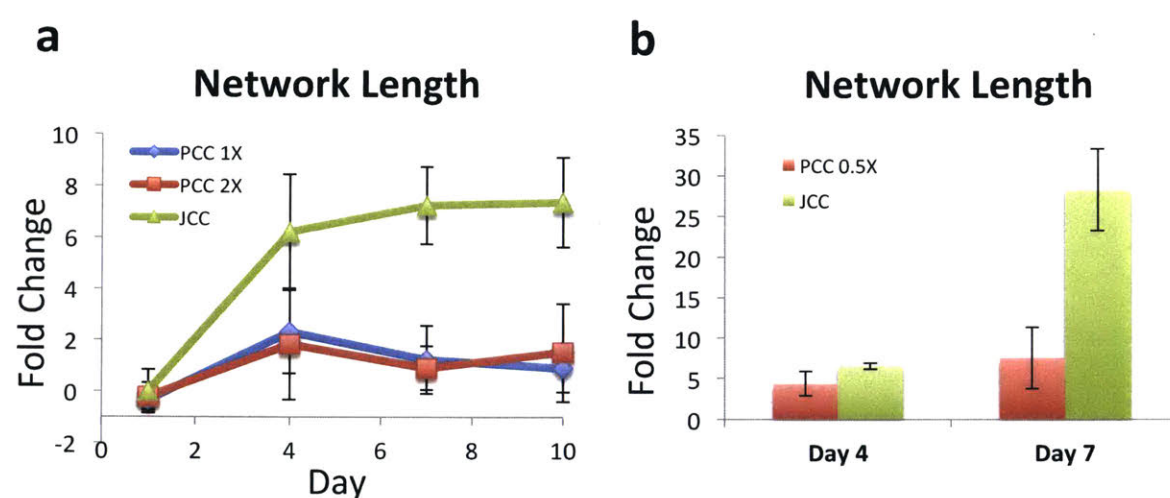 a
Network Length
Fold Change
10
8
6
4
2
0
-2
PCC 1X
PCC 2X
JCC
0
2
4
6
8
10
Day
b
Network Length
Fold Change
35
30
25
20
15
10
5
0
PCC 0.5X
JCC
Day 4
Day 7